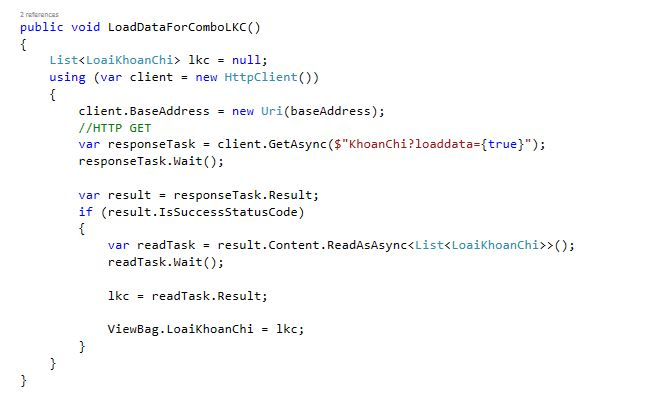 2 references
public void LoadDataForComboLKC()
{
    List<LoaiKhoanChi> lkc = null;
    using (var client = new HttpClient())
    {
        client.BaseAddress = new Uri(baseAddress);
        //HTTP GET
        var responseTask = client.GetAsync($"KhoanChi?loaddata={true}");
        responseTask.Wait();

        var result = responseTask.Result;
        if (result.IsSuccessStatusCode)
        {
            var readTask = result.Content.ReadAsAsync<List<LoaiKhoanChi>>();
            readTask.Wait();

            lkc = readTask.Result;

            ViewBag.LoaiKhoanChi = lkc;
        }
    }
}